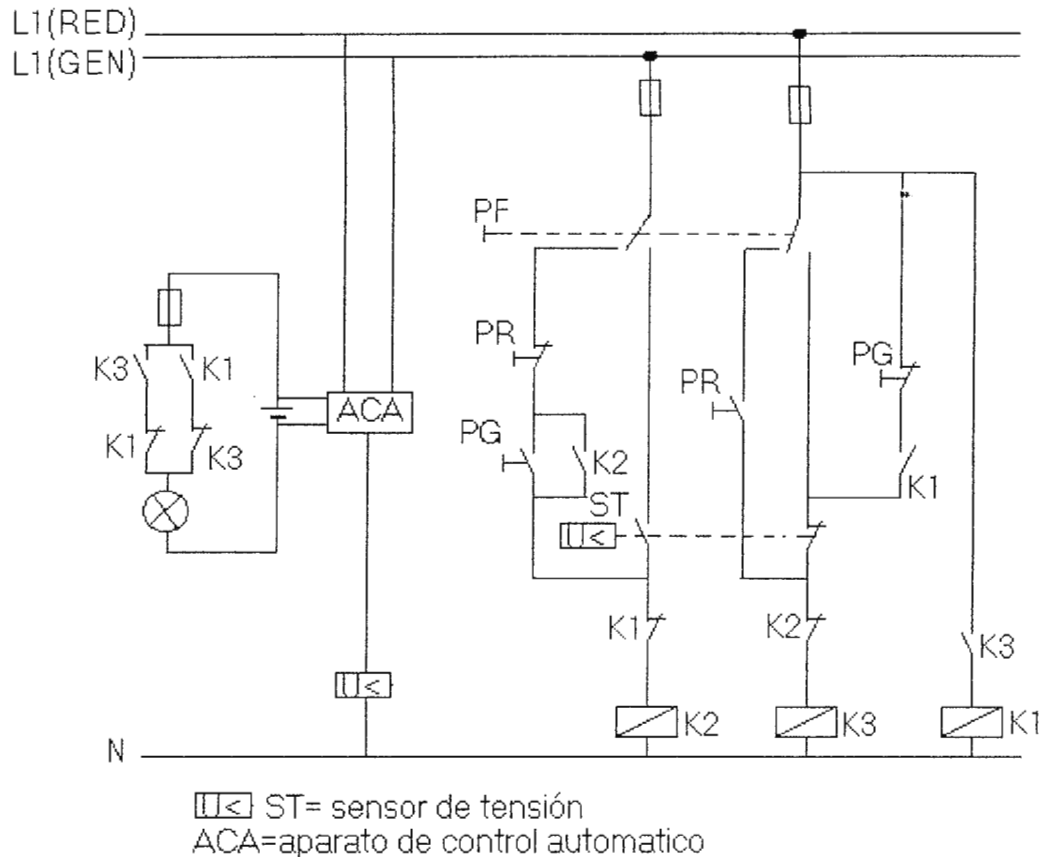 L1(RED)
L1(GEN)
PF
PR
K3 K1
PG
ACA
PR
K1 K3
PG
K2
K1
ST
U<
K1
K2
K3
U<
K2
K3
K1
N
U< ST= sensor de tensión
ACA=aparato de control automatico